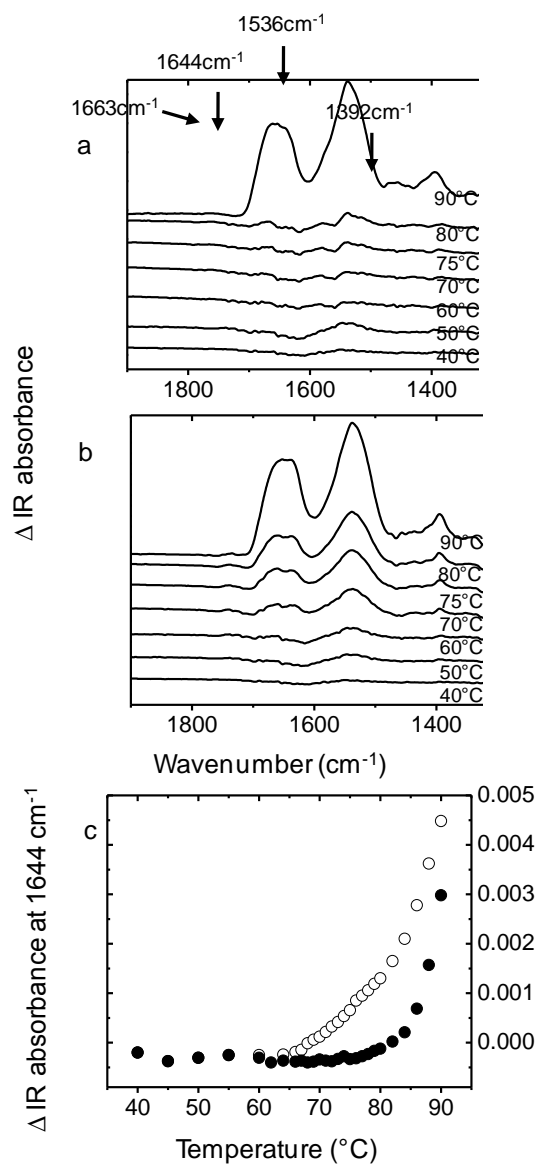 1536cm-1
1644cm-1
1663cm-1
1392cm-1
a
90°C
80°C
75°C
70°C
60°C
50°C
40°C
1800 1600 1400
Δ IR absorbance
b
90°C
80°C
75°C
70°C
60°C
50°C
40°C
1800 1600 1400
Wavenumber (cm-1)
c
Δ IR absorbance at 1644 cm-1
0.005
0.004
0.003
0.002
0.001
0.000
40 50 60 70 80 90
Temperature (°C)